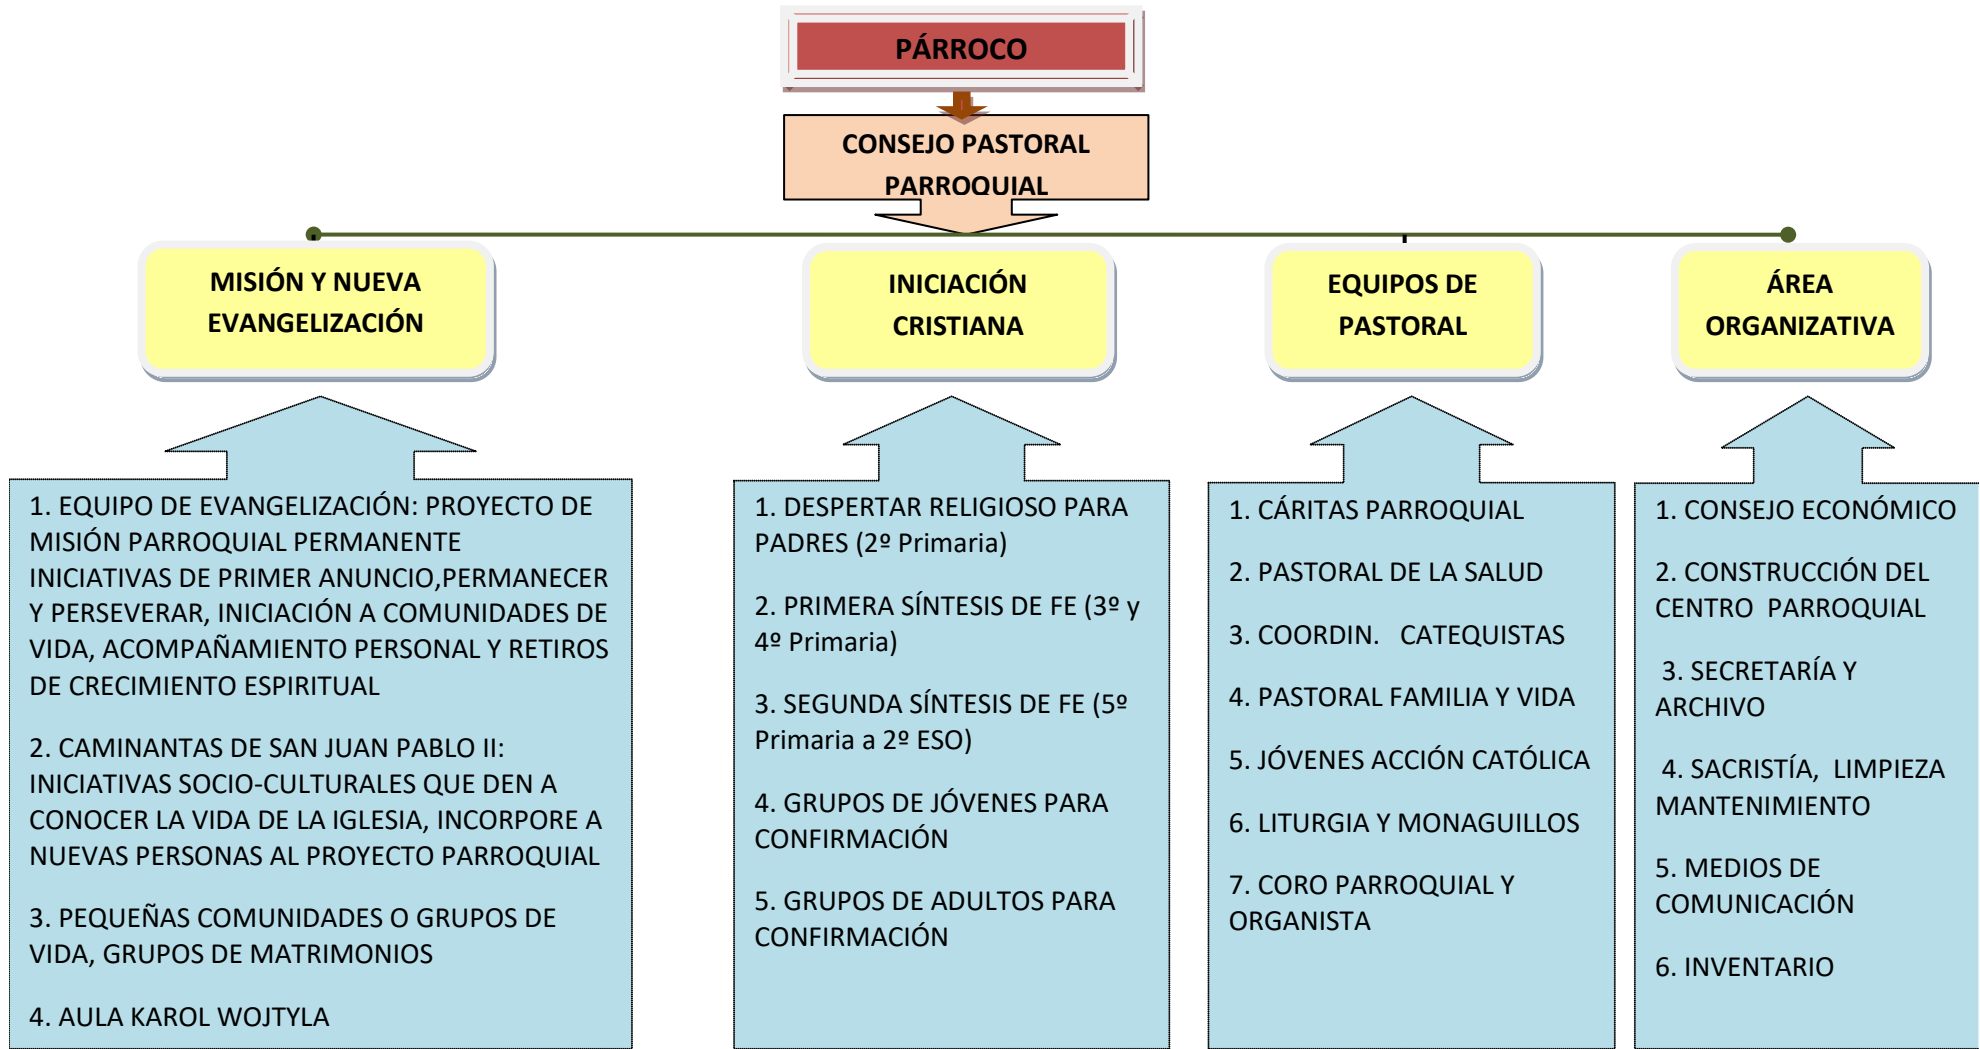 PÁRROCO
CONSEJO PASTORAL
PARROQUIAL
MISIÓN Y NUEVA
EVANGELIZACIÓN
INICIACIÓN
CRISTIANA
EQUIPOS DE
PASTORAL
ÁREA
ORGANIZATIVA
1. EQUIPO DE EVANGELIZACIÓN: PROYECTO DE
MISIÓN PARROQUIAL PERMANENTE
INICIATIVAS DE PRIMER ANUNCIO,PERMANECER
Y PERSEVERAR, INICIACIÓN A COMUNIDADES DE
VIDA, ACOMPAÑAMIENTO PERSONAL Y RETIROS
DE CRECIMIENTO ESPIRITUAL
2. CAMINANTAS DE SAN JUAN PABLO II:
INICIATIVAS SOCIO-CULTURALES QUE DEN A
CONOCER LA VIDA DE LA IGLESIA, INCORPORE A
NUEVAS PERSONAS AL PROYECTO PARROQUIAL
3. PEQUEÑAS COMUNIDADES O GRUPOS DE
VIDA, GRUPOS DE MATRIMONIOS
4. AULA KAROL WOJTYLA
1. DESPERTAR RELIGIOSO PARA
PADRES (2º Primaria)
2. PRIMERA SÍNTESIS DE FE (3º y
4º Primaria)
3. SEGUNDA SÍNTESIS DE FE (5º
Primaria a 2º ESO)
4. GRUPOS DE JÓVENES PARA
CONFIRMACIÓN
5. GRUPOS DE ADULTOS PARA
CONFIRMACIÓN
1. CÁRITAS PARROQUIAL
2. PASTORAL DE LA SALUD
3. COORDIN. CATEQUISTAS
4. PASTORAL FAMILIA Y VIDA
5. JÓVENES ACCIÓN CATÓLICA
6. LITURGIA Y MONAGUILLOS
7. CORO PARROQUIAL Y
ORGANISTA
1. CONSEJO ECONÓMICO
2. CONSTRUCCIÓN DEL
CENTRO PARROQUIAL
3. SECRETARÍA Y
ARCHIVO
4. SACRISTÍA, LIMPIEZA
MANTENIMIENTO
5. MEDIOS DE
COMUNICACIÓN
6. INVENTARIO